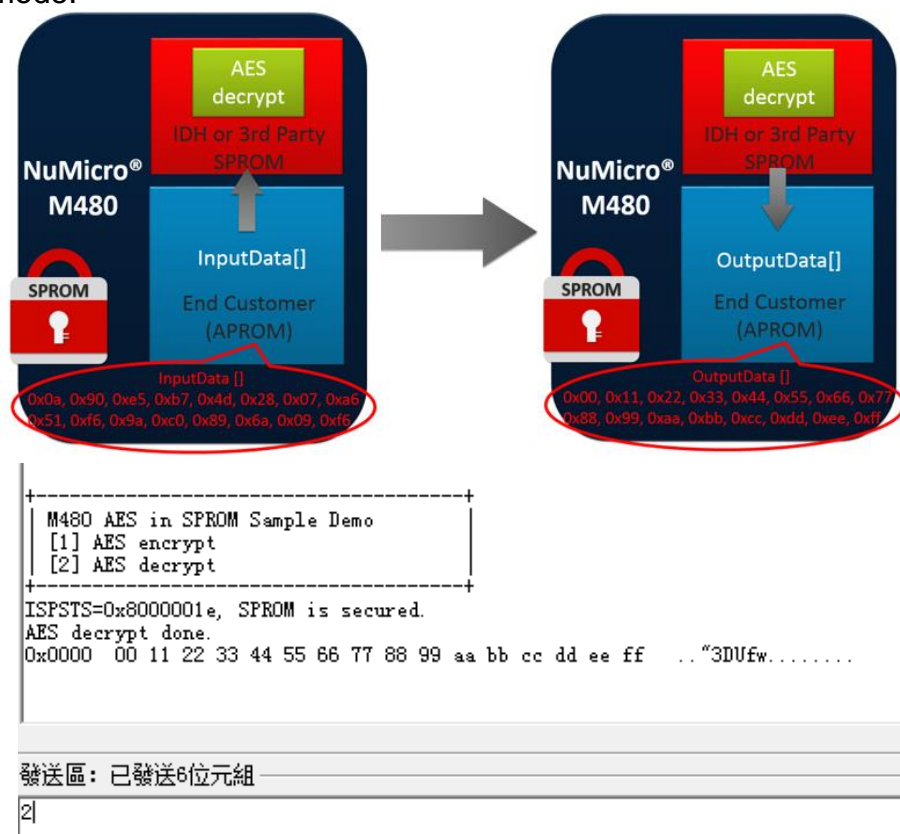 mode.
AES
decrypt
IDH or 3rd Party
SPROM
NuMicro®
M480
InputData[]
SPROM
End Customer
(APROM)
InputData []
0x0a, 0x90, 0xe5, 0xb7, 0x4d, 0x28, 0x07, 0xa6
0x51, 0xf6, 0x9a, 0xc0, 0x89, 0x6a, 0x09, 0xf6
AES
decrypt
IDH or 3rd Party
SPROM
NuMicro®
M480
OutputData[]
SPROM
End Customer
(APROM)
OutputData []
0x00, 0x11, 0x22, 0x33, 0x44, 0x55, 0x66, 0x77
0x88, 0x99, 0xaa, 0xbb, 0xcc, 0xdd, 0xee, 0xff
+--------------------------------------+
| M480 AES in SPROM Sample Demo |
| [1] AES encrypt |
| [2] AES decrypt |
+--------------------------------------+
ISPSTS=0x8000001e, SPROM is secured.
AES decrypt done.
0x0000 00 11 22 33 44 55 66 77 88 99 aa bb cc dd ee ff .."3DUfw........
發送區: 已發送6位元組
2